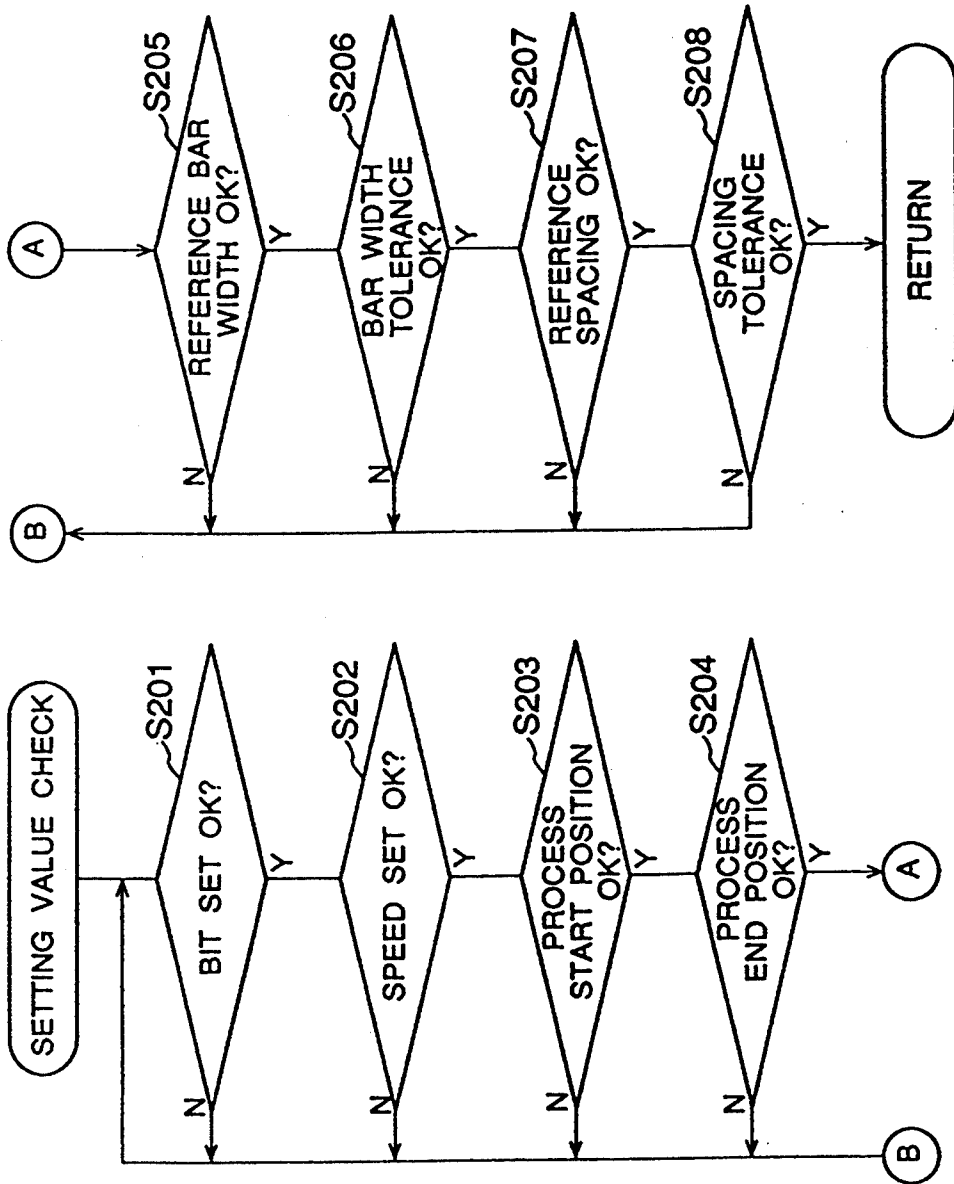 SETTING VALUE CHECK
S201
BIT SET OK?
N
Y
S202
SPEED SET OK?
N
Y
S203
PROCESS
START POSITION
OK?
N
Y
S204
PROCESS
END POSITION
OK?
N
Y
B
A
B
A
S205
REFERENCE BAR
WIDTH OK?
N
Y
S206
BAR WIDTH
TOLERANCE
OK?
N
Y
S207
REFERENCE
SPACING OK?
N
Y
S208
SPACING
TOLERANCE
OK?
N
Y
RETURN